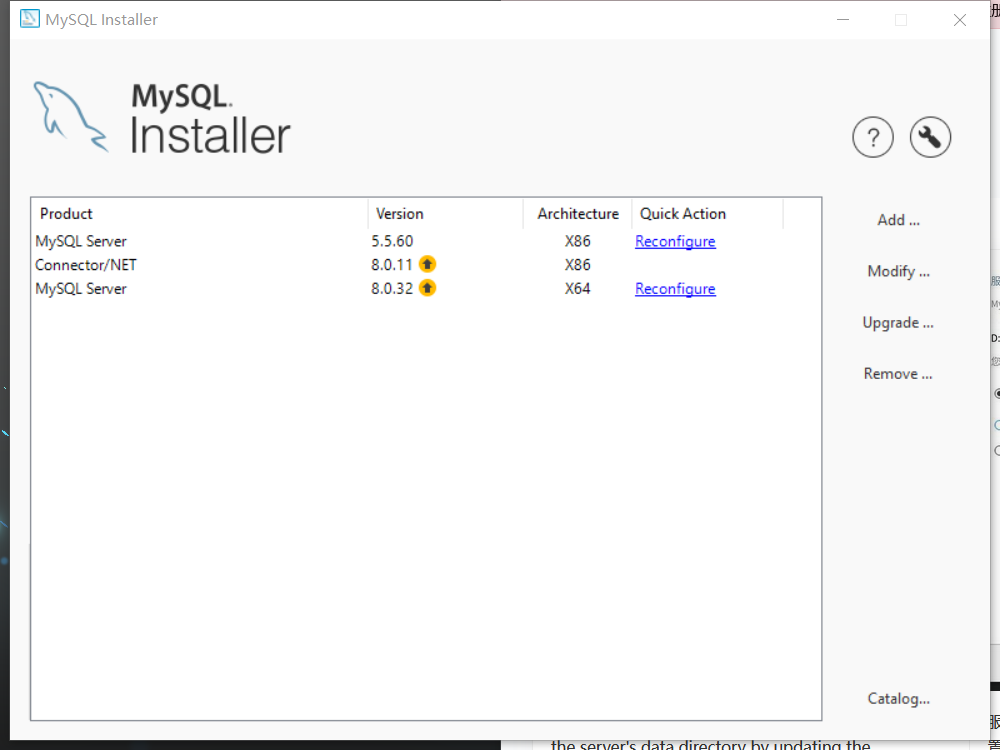 MySQL Installer
MySQL.
Installer
?
Product Version Architecture Quick Action
MySQL Server 5.5.60 X86 Reconfigure
Connector/NET 8.0.11 X86
MySQL Server 8.0.32 X64 Reconfigure
Add ...
Modify ...
Upgrade ...
Remove ...
Catalog...
D:
the server's data directory by updating the